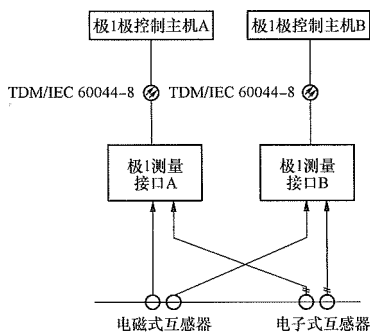 极1极控制主机A
极1极控制主机B
TDM/IEC 60044-8
TDM/IEC 60044-8
极1测量
接口A
极1测量
接口B
电磁式互感器
电子式互感器